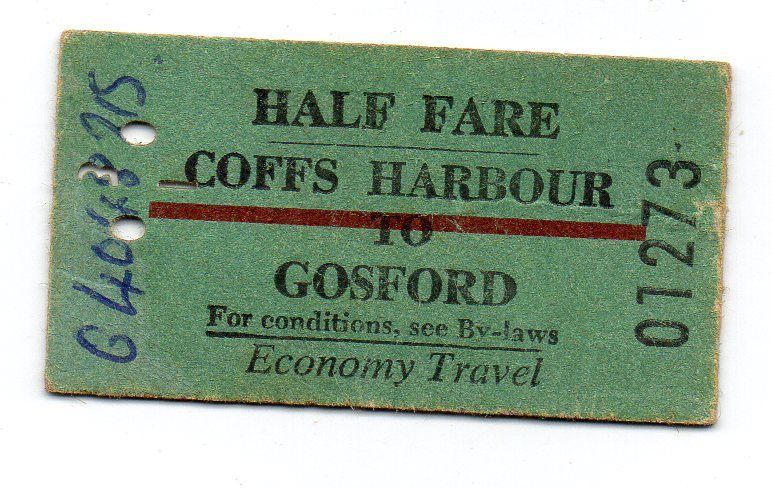 HALF FARE
COFFS HARBOUR
TO
GOSFORD
For conditions, see By-laws
Economy Travel
01273